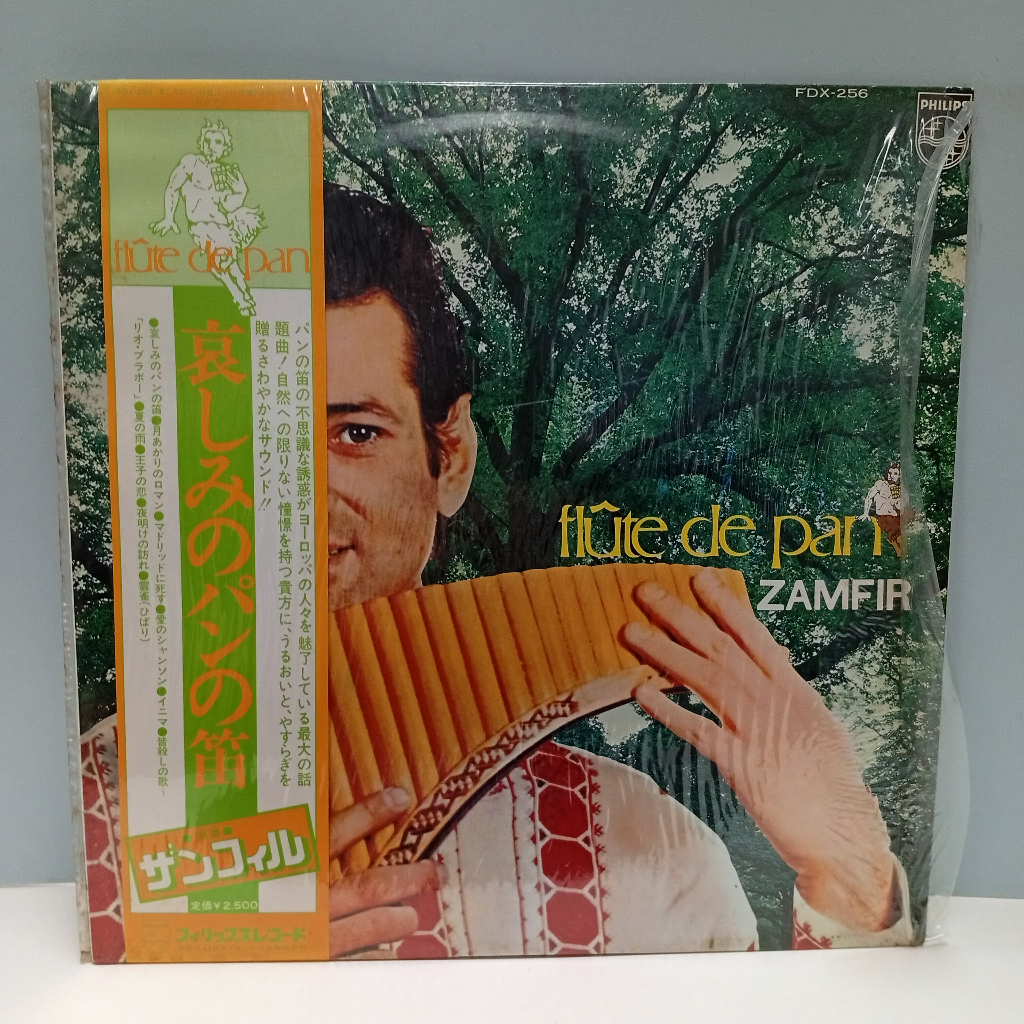 FDX-256
PHILIPS
flûte de pan
パンの笛の不思議な誘惑がヨーロッパの人々を魅了している最大の話
題曲！自然への限りない憧憬を持つ貴方に、うるおいと、やすらぎを
贈るさわやかなサウンド!!
哀しみのパンの笛
●哀しみのパンの笛●月あかりのロマン●マドリッドに死す●愛のシャンソン●イニマ●皆殺しの歌－
「リオ・ブラボー」●夏の雨●王子の恋●夜明けの訪れ●雲雀(ひばり)
ザンフィル
定価¥2,500
フィリップスレコード
flûte de pan
ZAMFIR